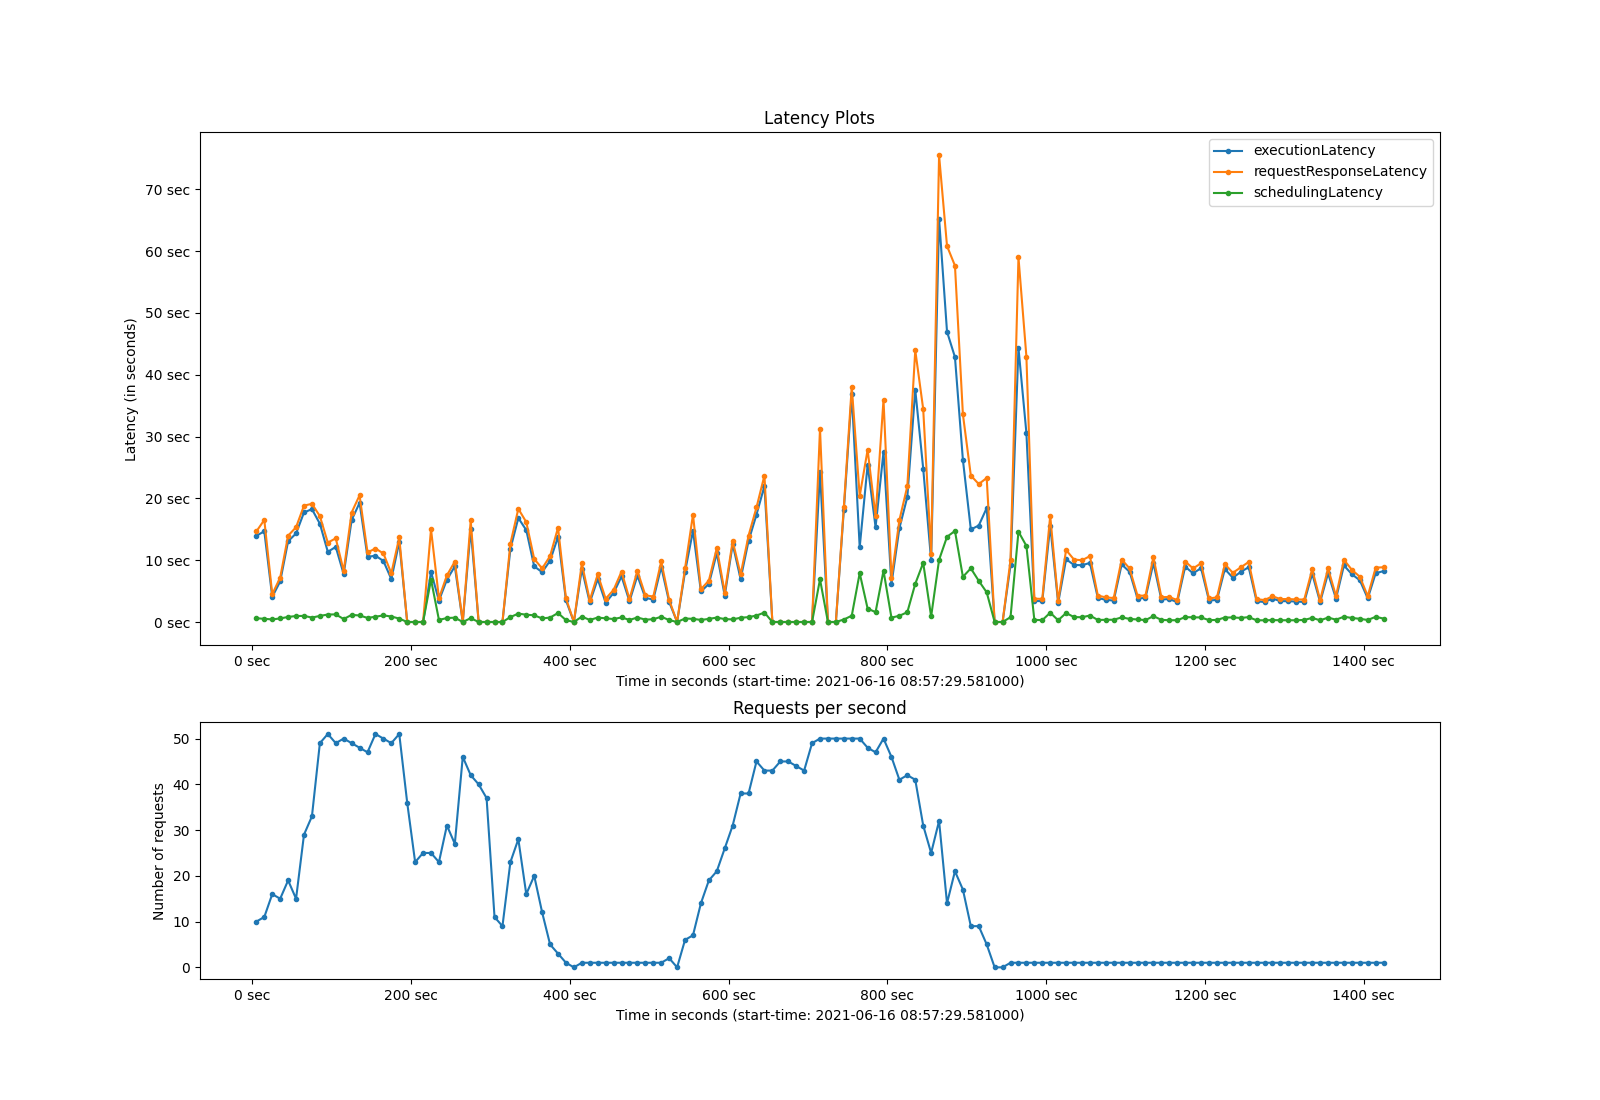 Latency Plots
executionLatency
requestResponseLatency
schedulingLatency
70 sec
60 sec
50 sec
40 sec
30 sec
20 sec
10 sec
0 sec
Latency (in seconds)
0 sec 200 sec 400 sec 600 sec 800 sec 1000 sec 1200 sec 1400 sec
Time in seconds (start-time: 2021-06-16 08:57:29.581000)
Requests per second
50
40
30
20
10
0
Number of requests
0 sec 200 sec 400 sec 600 sec 800 sec 1000 sec 1200 sec 1400 sec
Time in seconds (start-time: 2021-06-16 08:57:29.581000)